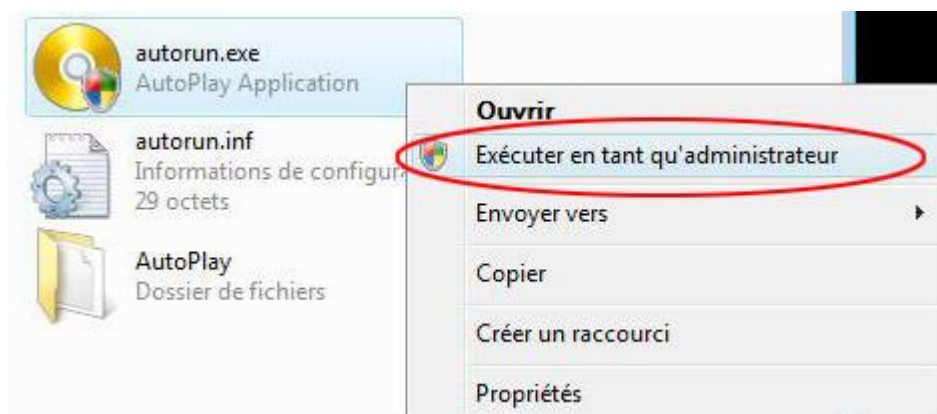 autorun.exe
AutoPlay Application
autorun.inf
Informations de configur
29 octets
AutoPlay
Dossier de fichiers
Ouvrir
Exécuter en tant qu'administrateur
Envoyer vers
Copier
Créer un raccourci
Propriétés